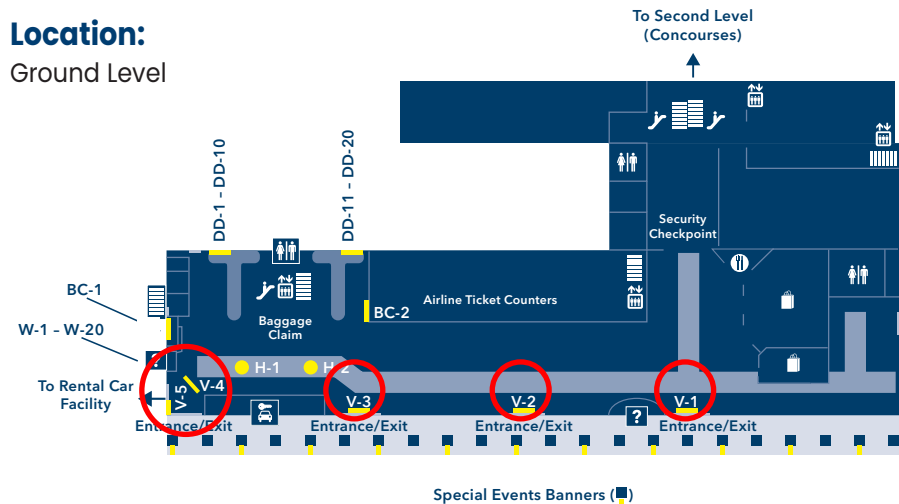 Location:
Ground Level
To Second Level
(Concourses)
DD-1 – DD-10
DD-11 – DD-20
Security
Checkpoint
BC-1
BC-2
Airline Ticket Counters
Baggage
Claim
W-1 – W-20
?
H-1
H-2
To Rental Car
Facility
V-5
V-4
V-3
V-2
V-1
?
Entrance/Exit
Entrance/Exit
Entrance/Exit
Entrance/Exit
Special Events Banners ( )